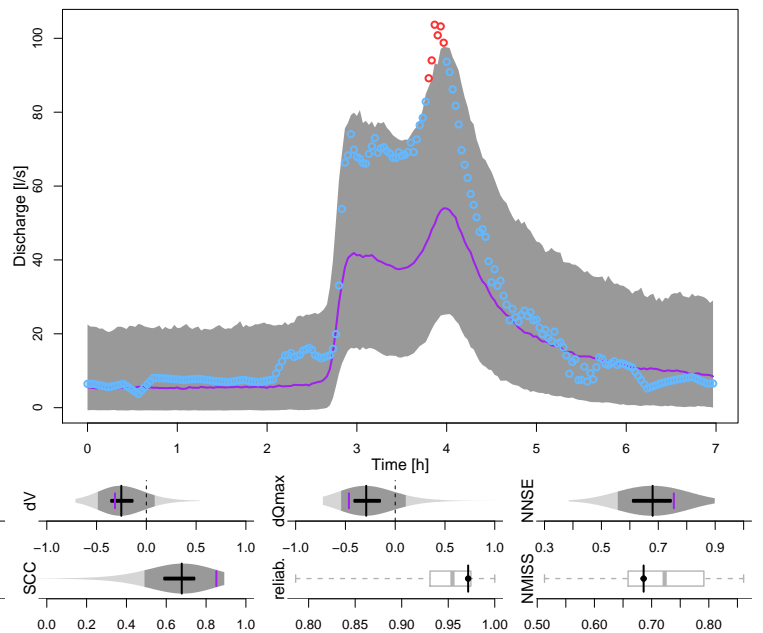 Discharge [l/s]
100
80
60
40
20
0
0 1 2 3 4 5 6 7
Time [h]
dV
−1.0 −0.5 0.0 0.5 1.0
dQmax
−1.0 −0.5 0.0 0.5 1.0
NNSE
0.3 0.5 0.7 0.9
SCC
0.0 0.2 0.4 0.6 0.8 1.0
reliab.
0.80 0.85 0.90 0.95 1.00
NMISS
0.50 0.60 0.70 0.80